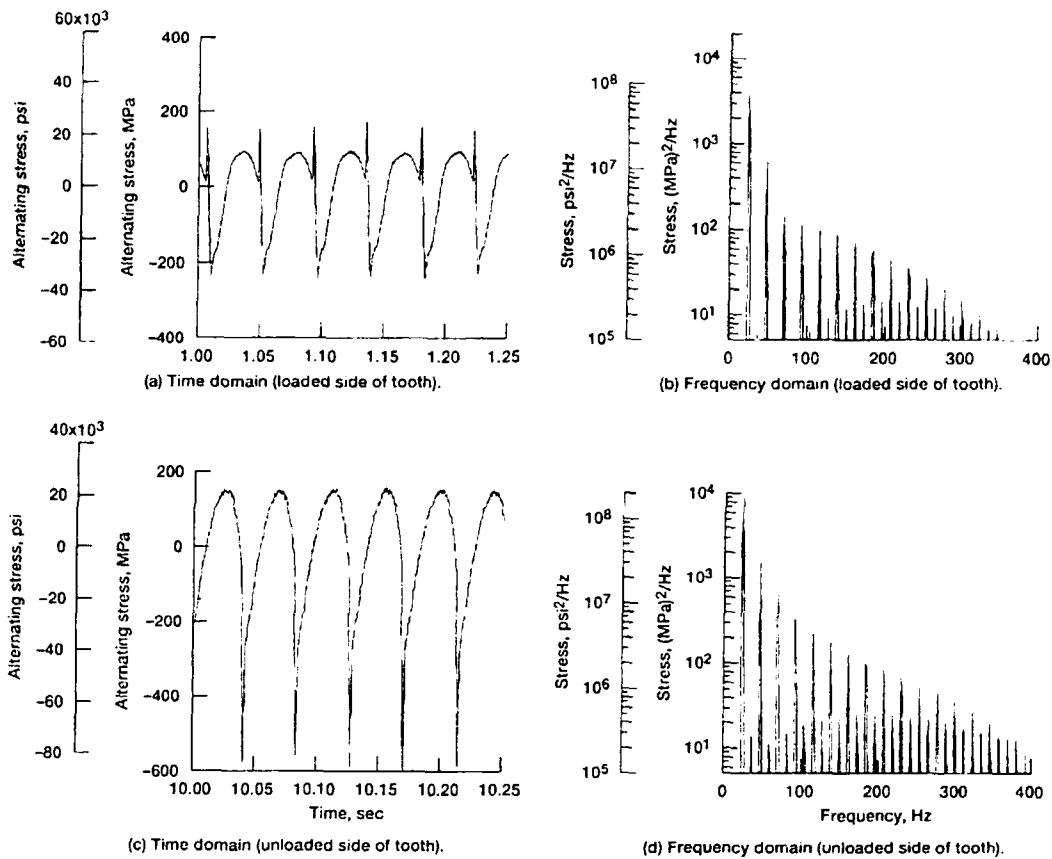 60x10³
40
20
0
−20
−40
−60
Alternating stress, psi
400
200
0
−200
−400
Alternating stress, MPa
1.00 1.05 1.10 1.15 1.20 1.25
(a) Time domain (loaded side of tooth).
10⁸
10⁷
10⁶
10⁵
Stress, psi²/Hz
10⁴
10³
10²
10¹
Stress, (MPa)²/Hz
0 100 200 300 400
(b) Frequency domain (loaded side of tooth).
40x10³
20
0
−20
−40
−60
−80
Alternating stress, psi
200
0
−200
−400
−600
Alternating stress, MPa
10.00 10.05 10.10 10.15 10.20 10.25
Time, sec
(c) Time domain (unloaded side of tooth).
10⁸
10⁷
10⁶
10⁵
Stress, psi²/Hz
10⁴
10³
10²
10¹
Stress, (MPa)²/Hz
0 100 200 300 400
Frequency, Hz
(d) Frequency domain (unloaded side of tooth).